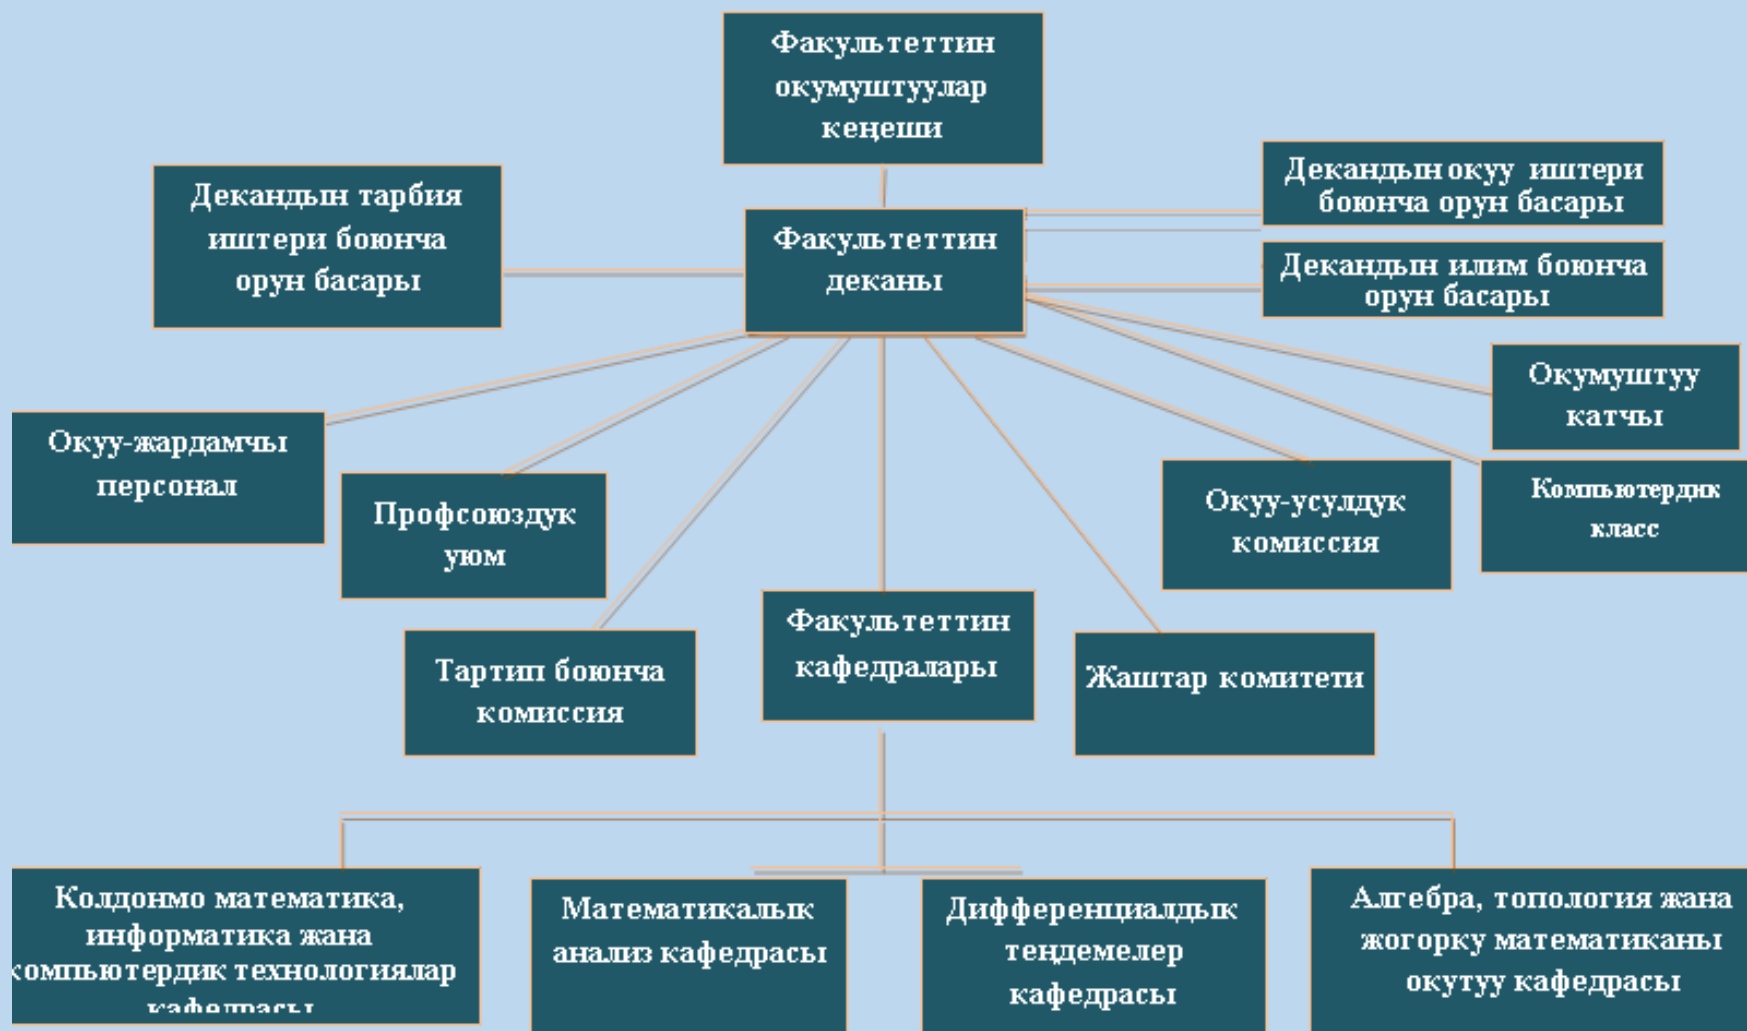 Факультеттин
окумуштуулар
кеңеши
Декандын тарбия
иштери боюнча
орун басары
Факультеттин
деканы
Декандын окуу иштери
боюнча орун басары
Декандын илим боюнча
орун басары
Окумуштуу
катчы
Окуу-жардамчы
персонал
Профсоюздук
уюм
Окуу-усулдук
комиссия
Компьютердик
класс
Тартип боюнча
комиссия
Факультеттин
кафедралары
Жаштар комитети
Колдонмо математика,
информатика жана
компьютердик технологиялар
кафедрасы
Математикалык
анализ кафедрасы
Дифференциалдык
теңдемелер
кафедрасы
Алгебра, топология жана
жогорку математиканы
окутуу кафедрасы